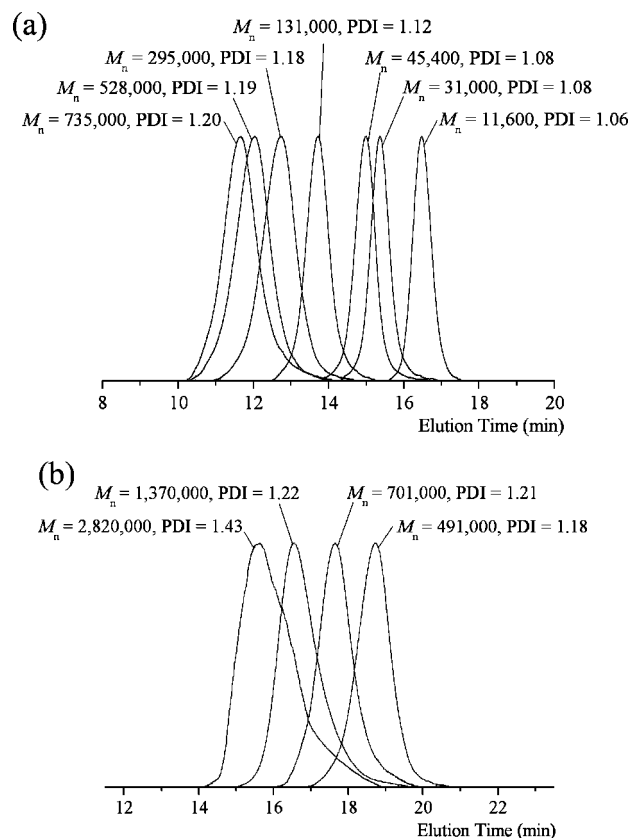 (a)
Mn = 131,000, PDI = 1.12
Mn = 295,000, PDI = 1.18
Mn = 45,400, PDI = 1.08
Mn = 528,000, PDI = 1.19
Mn = 31,000, PDI = 1.08
Mn = 735,000, PDI = 1.20
Mn = 11,600, PDI = 1.06
8 10 12 14 16 18 20
Elution Time (min)
(b)
Mn = 1,370,000, PDI = 1.22
Mn = 701,000, PDI = 1.21
Mn = 2,820,000, PDI = 1.43
Mn = 491,000, PDI = 1.18
12 14 16 18 20 22
Elution Time (min)